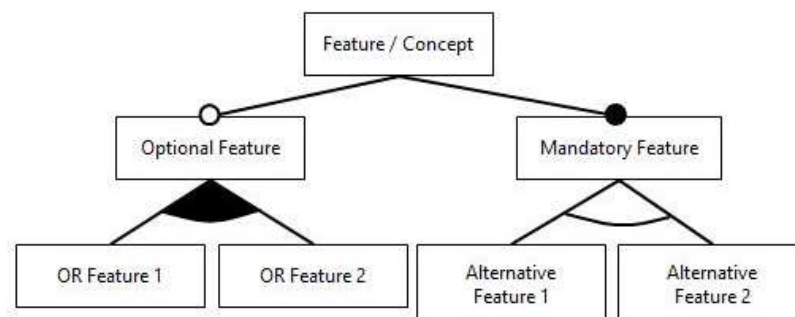 Feature / Concept
Optional Feature
Mandatory Feature
OR Feature 1
OR Feature 2
Alternative
Feature 1
Alternative
Feature 2